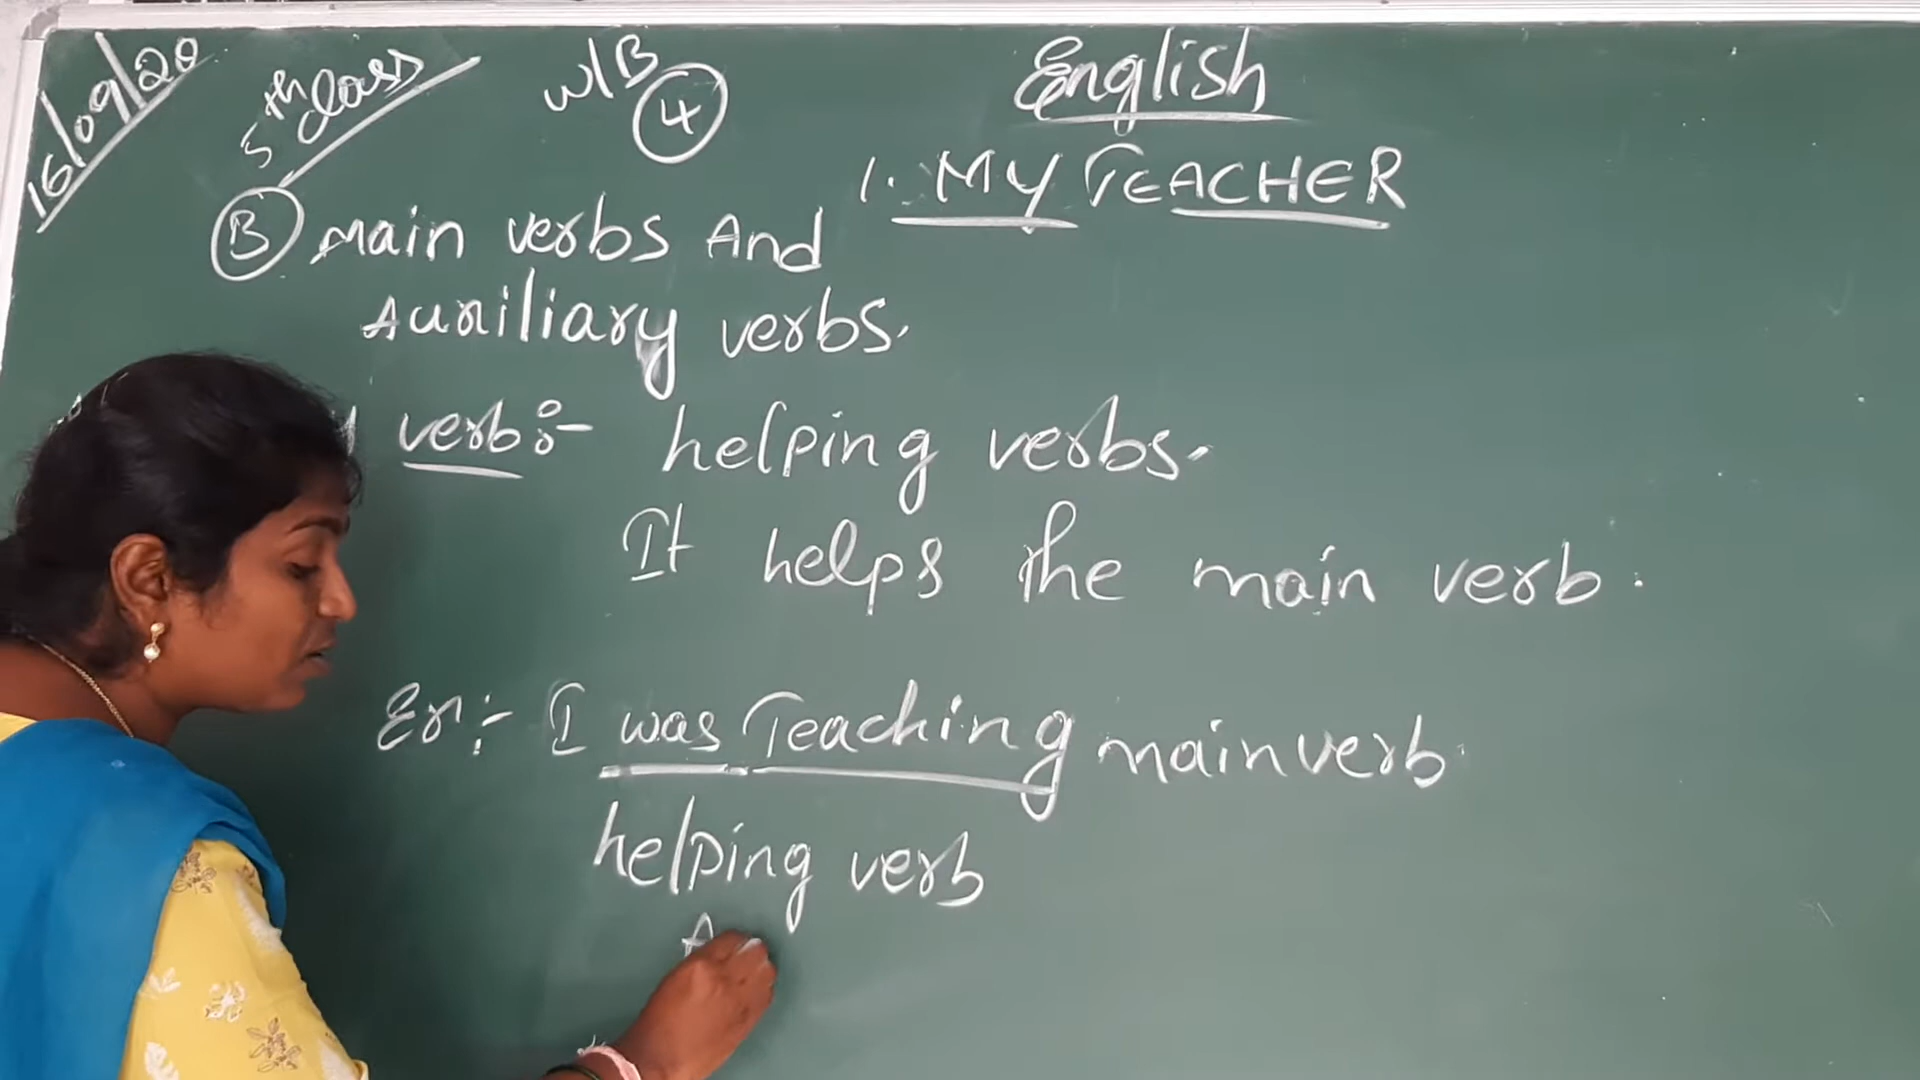 16/09/20
5th class
W/B 4
English
1. MY TEACHER
B main verbs And
Auxiliary verbs.
verb:- helping verbs.
It helps the main verb.
Ex:- I was Teaching main verb.
helping verb
A